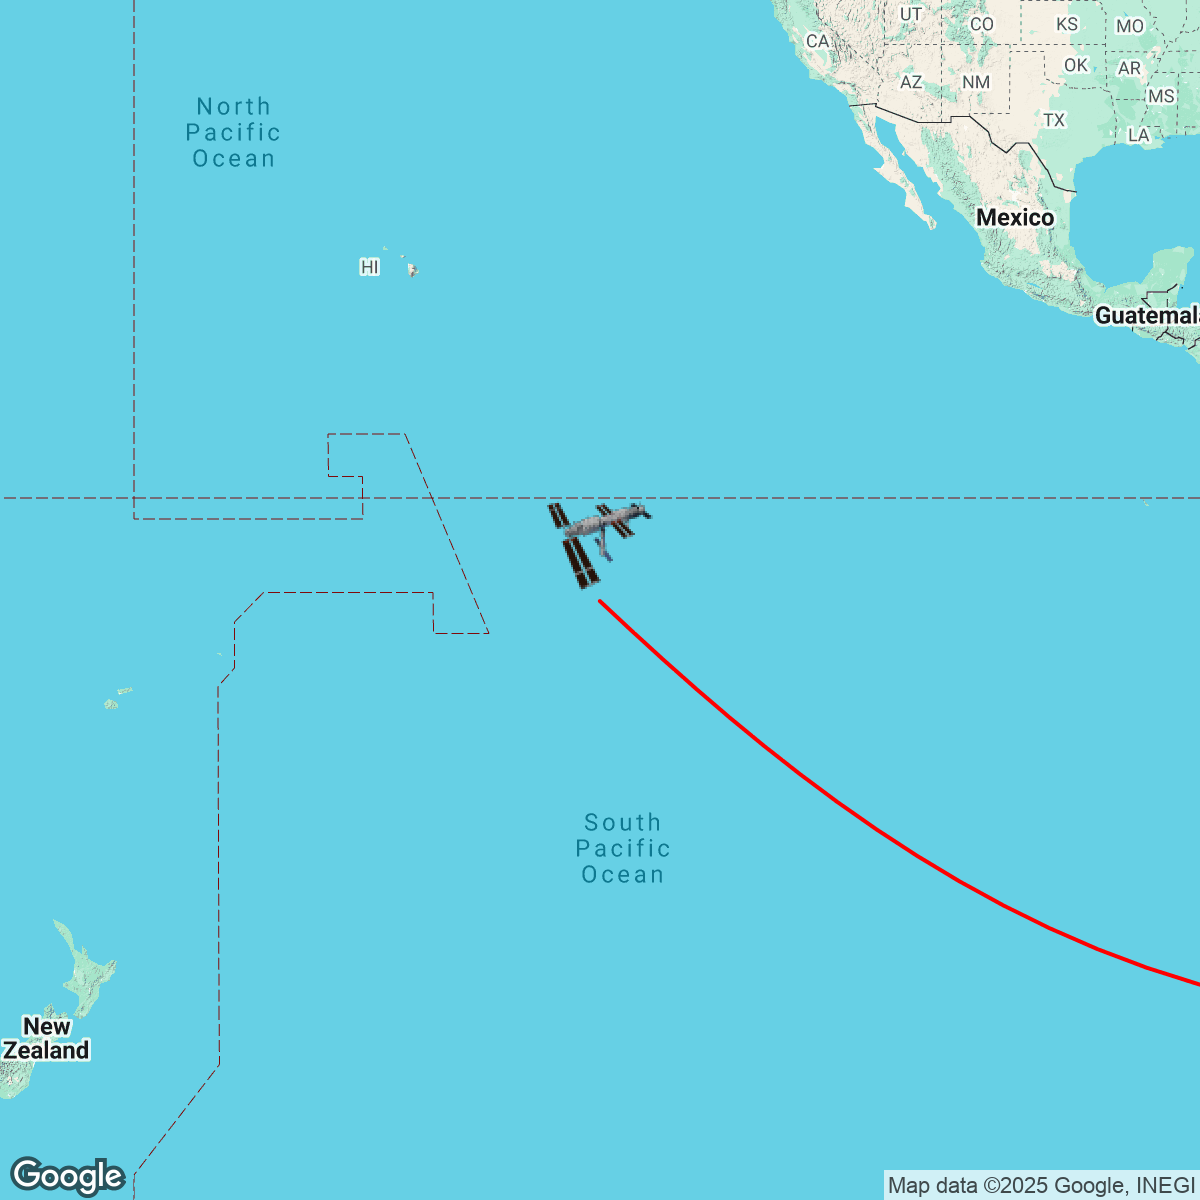 UT
CO
KS
MO
CA
OK
AR
AZ
NM
MS
North
Pacific
Ocean
TX
LA
Mexico
HI
Guatemala
South
Pacific
Ocean
New
Zealand
Google
Map data ©2025 Google, INEGI